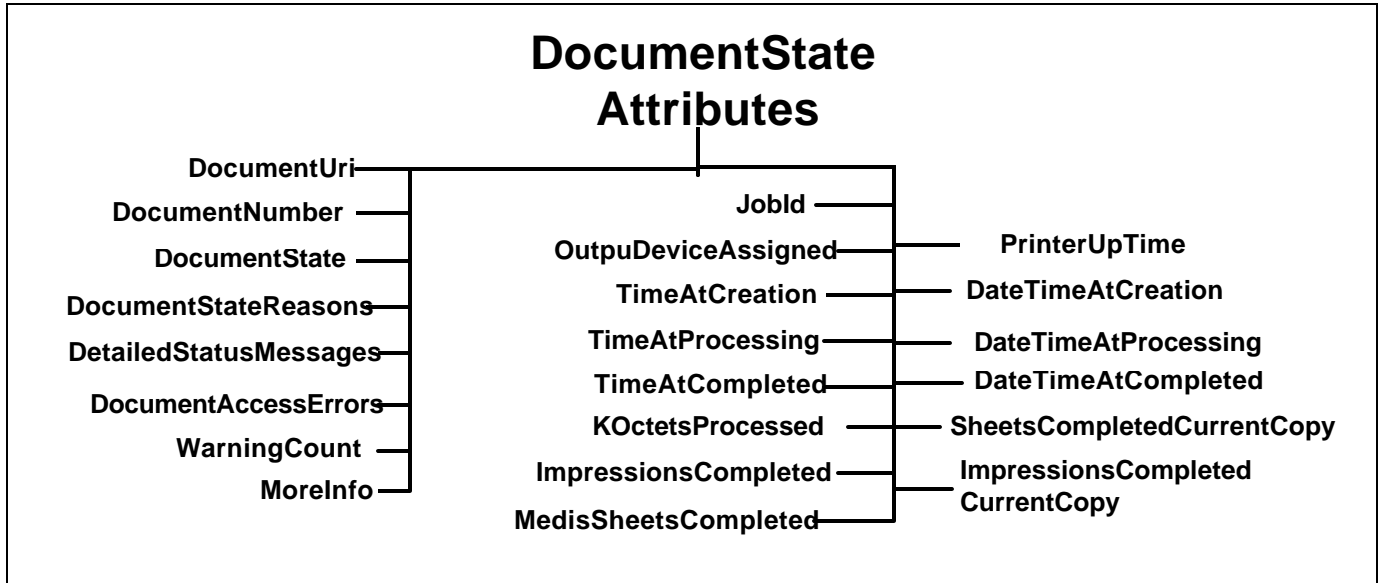 DocumentState
Attributes
DocumentUri
DocumentNumber
DocumentState
DocumentStateReasons
DetailedStatusMessages
DocumentAccessErrors
WarningCount
MoreInfo
JobId
OutpuDeviceAssigned
TimeAtCreation
TimeAtProcessing
TimeAtCompleted
KOctetsProcessed
ImpressionsCompleted
MedisSheetsCompleted
PrinterUpTime
DateTimeAtCreation
DateTimeAtProcessing
DateTimeAtCompleted
SheetsCompletedCurrentCopy
ImpressionsCompleted
CurrentCopy